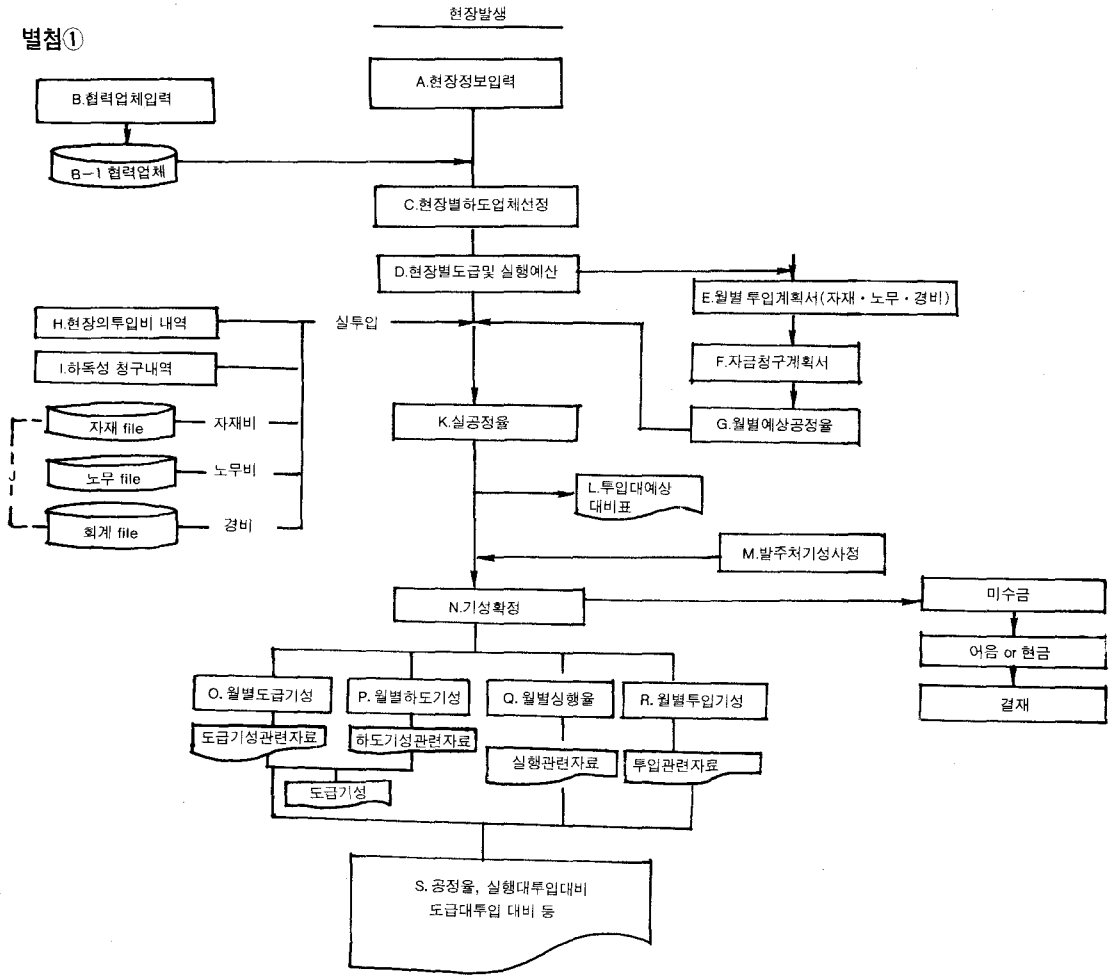 현장발생
별첨①
A.현장정보입력
B.협력업체입력
B-1 협력업체
C.현장별하도업체선정
D.현장별도급및 실행예산
E.월별 투입계획서(자재·노무·경비)
H.현장의투입비 내역
실투입
I.하독성 청구내역
F.자금청구계획서
자재 file
자재비
K.실공정율
G.월별예상공정율
J
노무 file
노무비
L.투입대예상
대비표
회계 file
경비
M.발주처기성사정
N.기성확정
미수금
어음 or 현금
결재
O. 월별도급기성
P. 월별하도기성
Q. 월별싱행율
R. 월별투입기성
도급기성관련자료
하도기성관련자료
실행관련자료
투입관련자료
도급기성
S. 공정율, 실행대투입대비
도급대투입 대비 등